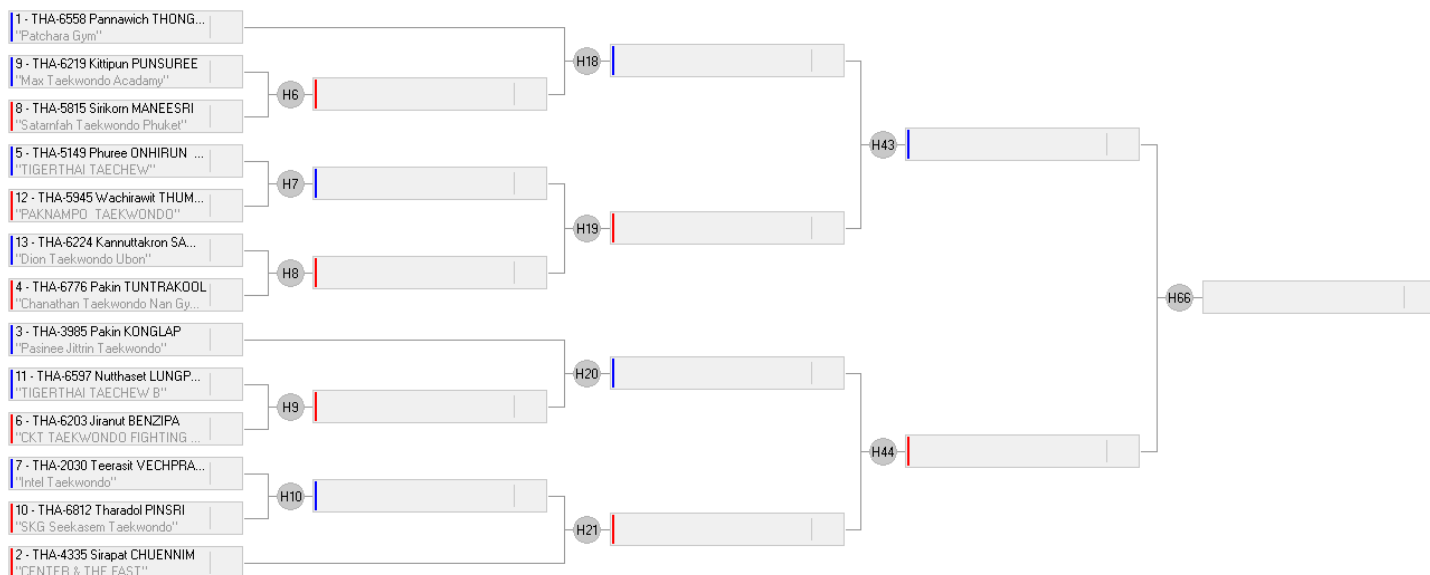 1 - THA-6558 Pannawich THONG...
"Patchara Gym"
9 - THA-6219 Kittipun PUNSUREE
"Max Taekwondo Acadamy"
8 - THA-5815 Sirikorn MANEESRI
"Satarnfah Taekwondo Phuket"
5 - THA-5149 Phuree ONHIRUN ...
"TIGERTHAI TAECHEW"
12 - THA-5945 Wachirawit THUM...
"PAKNAMPO TAEKWONDO"
13 - THA-6224 Kannuttakron SA...
"Dion Taekwondo Ubon"
4 - THA-6776 Pakin TUNTRAKOOL
"Chanathan Taekwondo Nan Gy...
3 - THA-3985 Pakin KONGLAP
"Pasinee Jittrin Taekwondo"
11 - THA-6597 Nutthaset LUNGP...
"TIGERTHAI TAECHEW B"
6 - THA-6203 Jiranut BENZIPA
"CKT TAEKWONDO FIGHTING ...
7 - THA-2030 Teerasit VECHPRA...
"Intel Taekwondo"
10 - THA-6812 Tharadol PINSRI
"SKG Seekasem Taekwondo"
2 - THA-4335 Sirapat CHUENNIM
"CENTER & THE FAST"
H6
H7
H8
H9
H10
H18
H19
H20
H21
H43
H44
H66